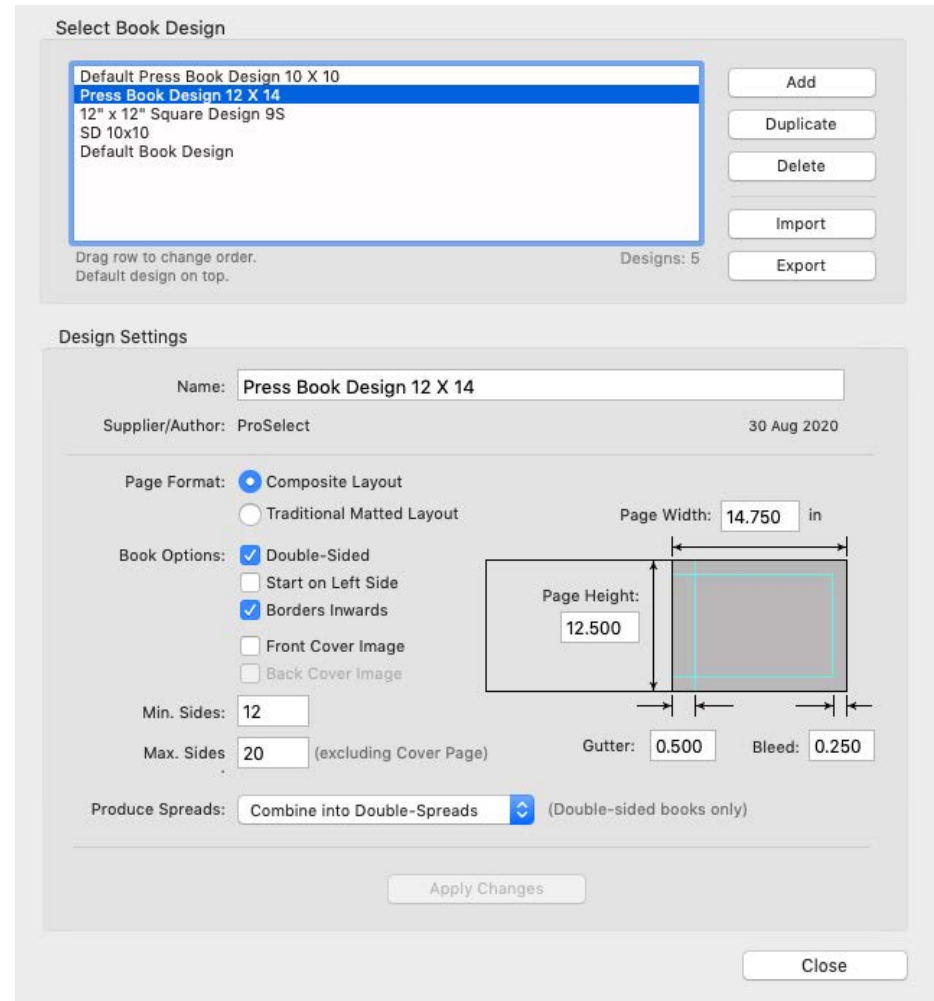 Select Book Design
Default Press Book Design 10 X 10
Press Book Design 12 X 14
12" x 12" Square Design 9S
SD 10x10
Default Book Design
Add
Duplicate
Delete
Import
Export
Drag row to change order.
Default design on top.
Designs: 5
Design Settings
Name: Press Book Design 12 X 14
Supplier/Author: ProSelect 30 Aug 2020
Page Format: Composite Layout
Traditional Matted Layout
Page Width: 14.750 in
Book Options: Double-Sided
Start on Left Side
Borders Inwards
Front Cover Image
Back Cover Image
Page Height:
12.500
Min. Sides: 12
Max. Sides 20 (excluding Cover Page)
.
Gutter: 0.500 Bleed: 0.250
Produce Spreads: Combine into Double-Spreads (Double-sided books only)
Apply Changes
Close